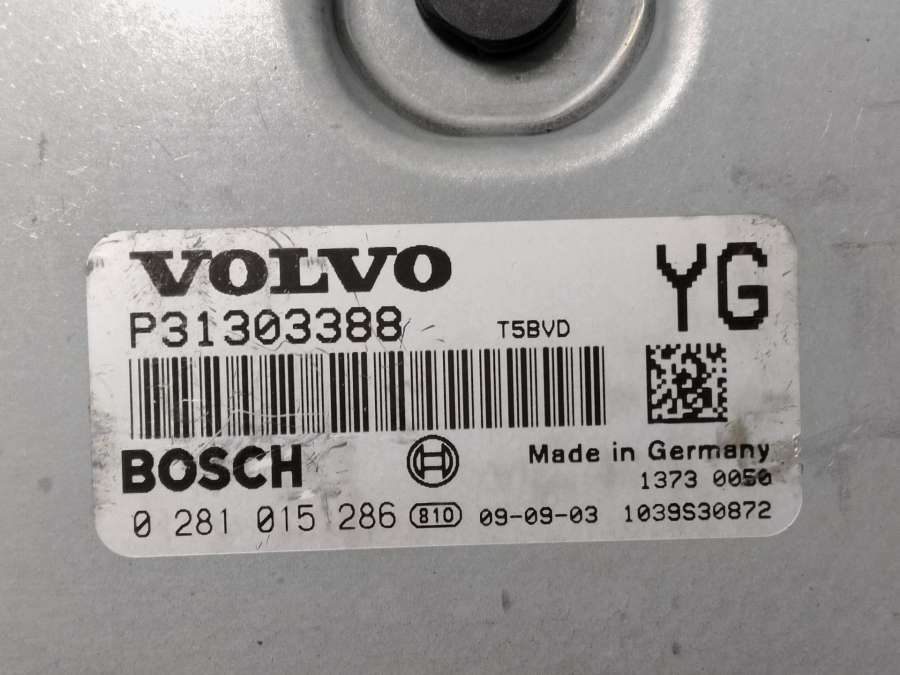 VOLVO
YG
P31303388
T5BVD
BOSCH
Made in Germany
1373 0050
0 281 015 286 810 09-09-03 1039S30872